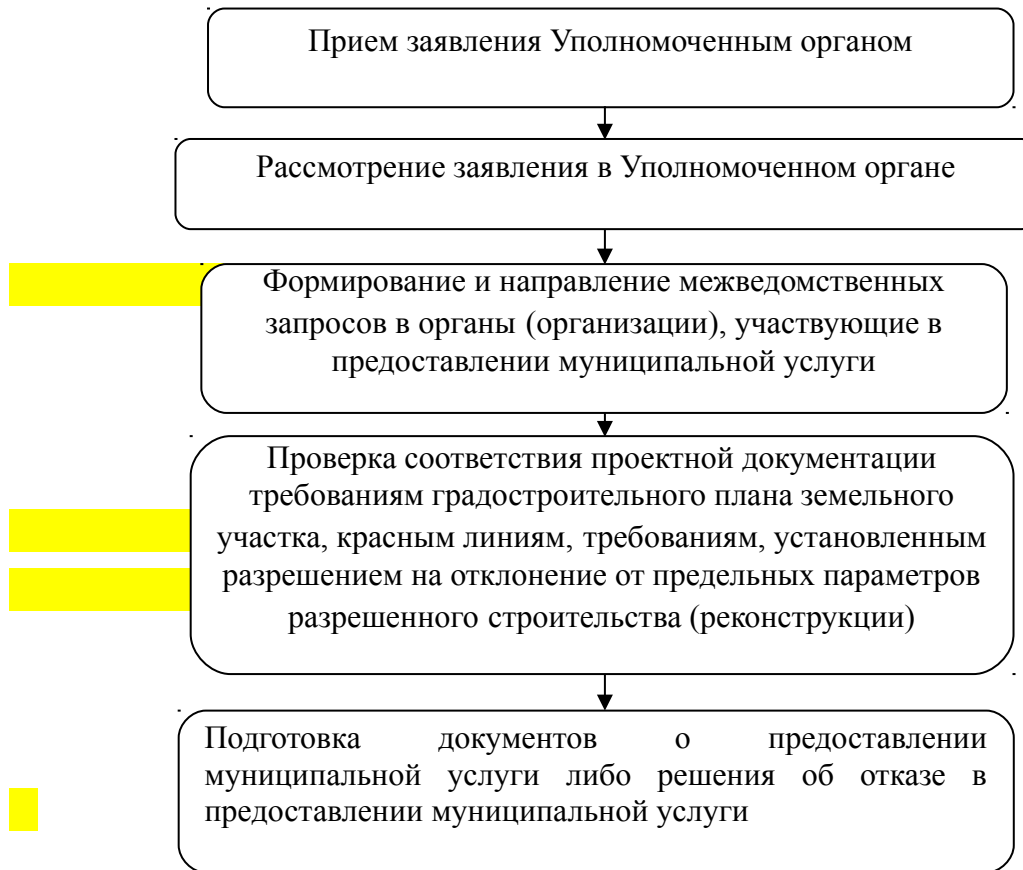 Прием заявления Уполномоченным органом
Рассмотрение заявления в Уполномоченном органе
Формирование и направление межведомственных
запросов в органы (организации), участвующие в
предоставлении муниципальной услуги
Проверка соответствия проектной документации
требованиям градостроительного плана земельного
участка, красным линиям, требованиям, установленным
разрешением на отклонение от предельных параметров
разрешенного строительства (реконструкции)
Подготовка документов о предоставлении
муниципальной услуги либо решения об отказе в
предоставлении муниципальной услуги